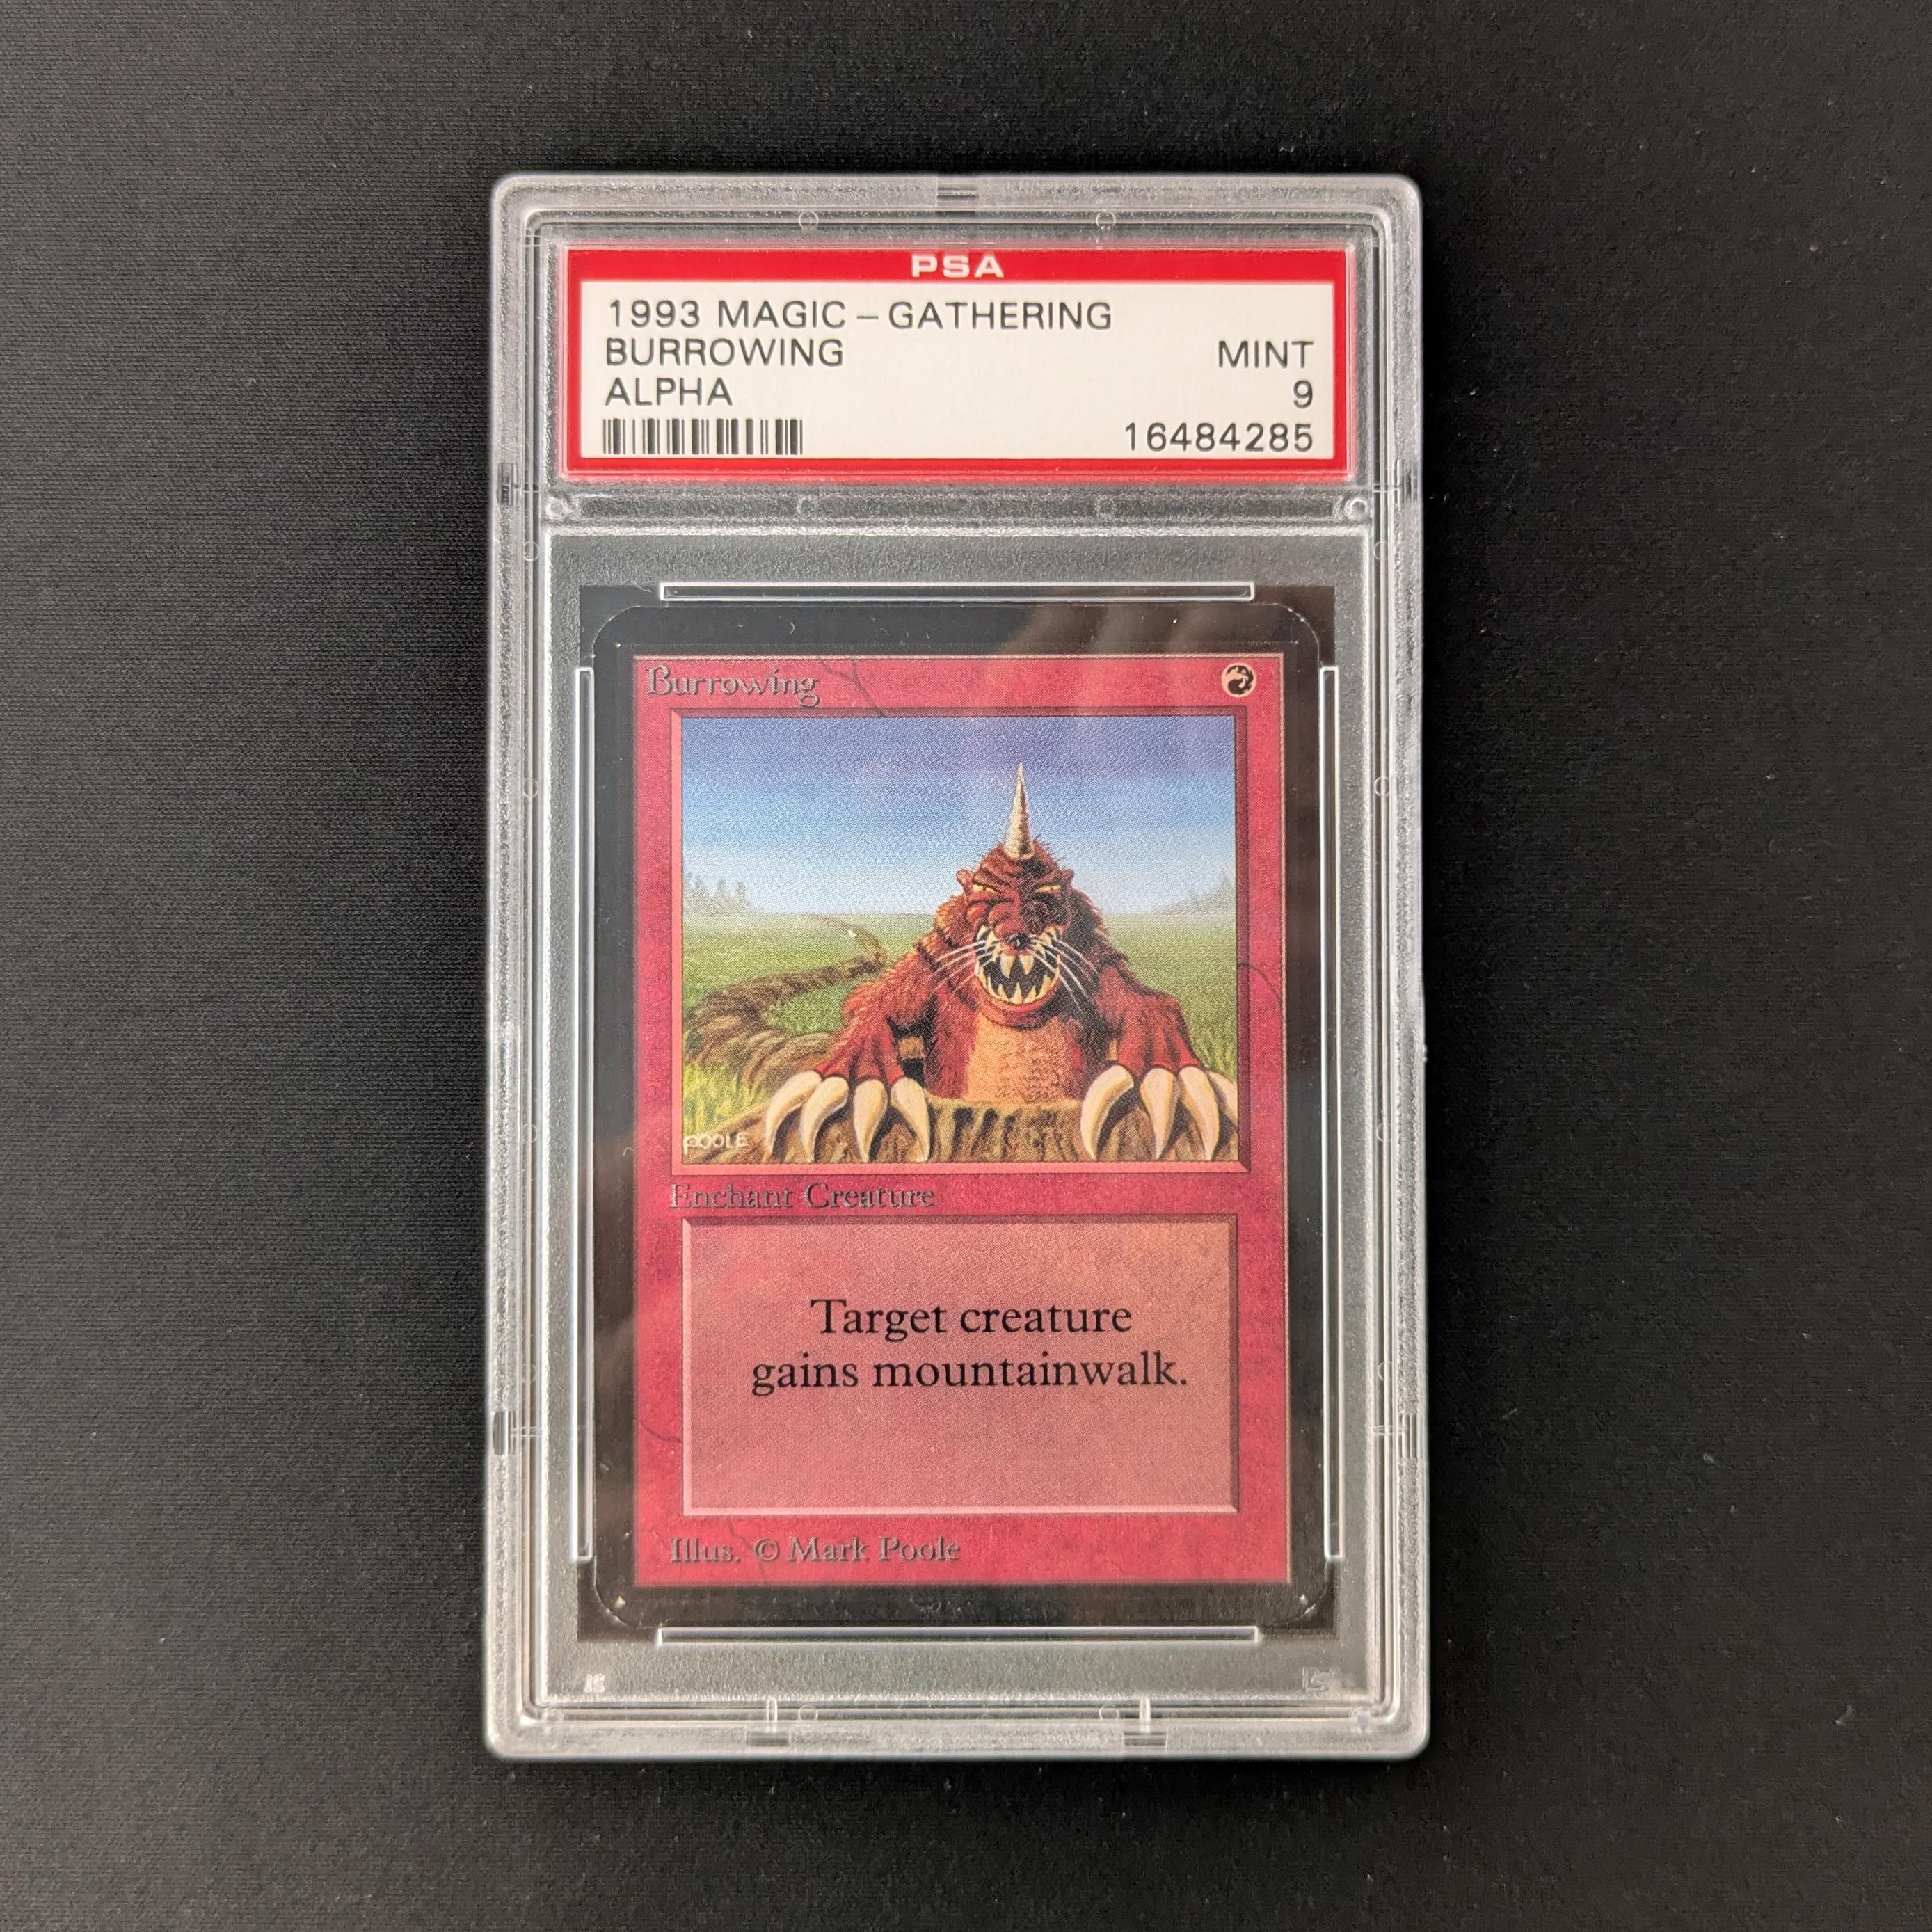 PSA
1993 MAGIC - GATHERING
BURROWING MINT
ALPHA 9
16484285
Burrowing
POOLE
Enchant Creature
Target creature
gains mountainwalk.
Illus. © Mark Poole